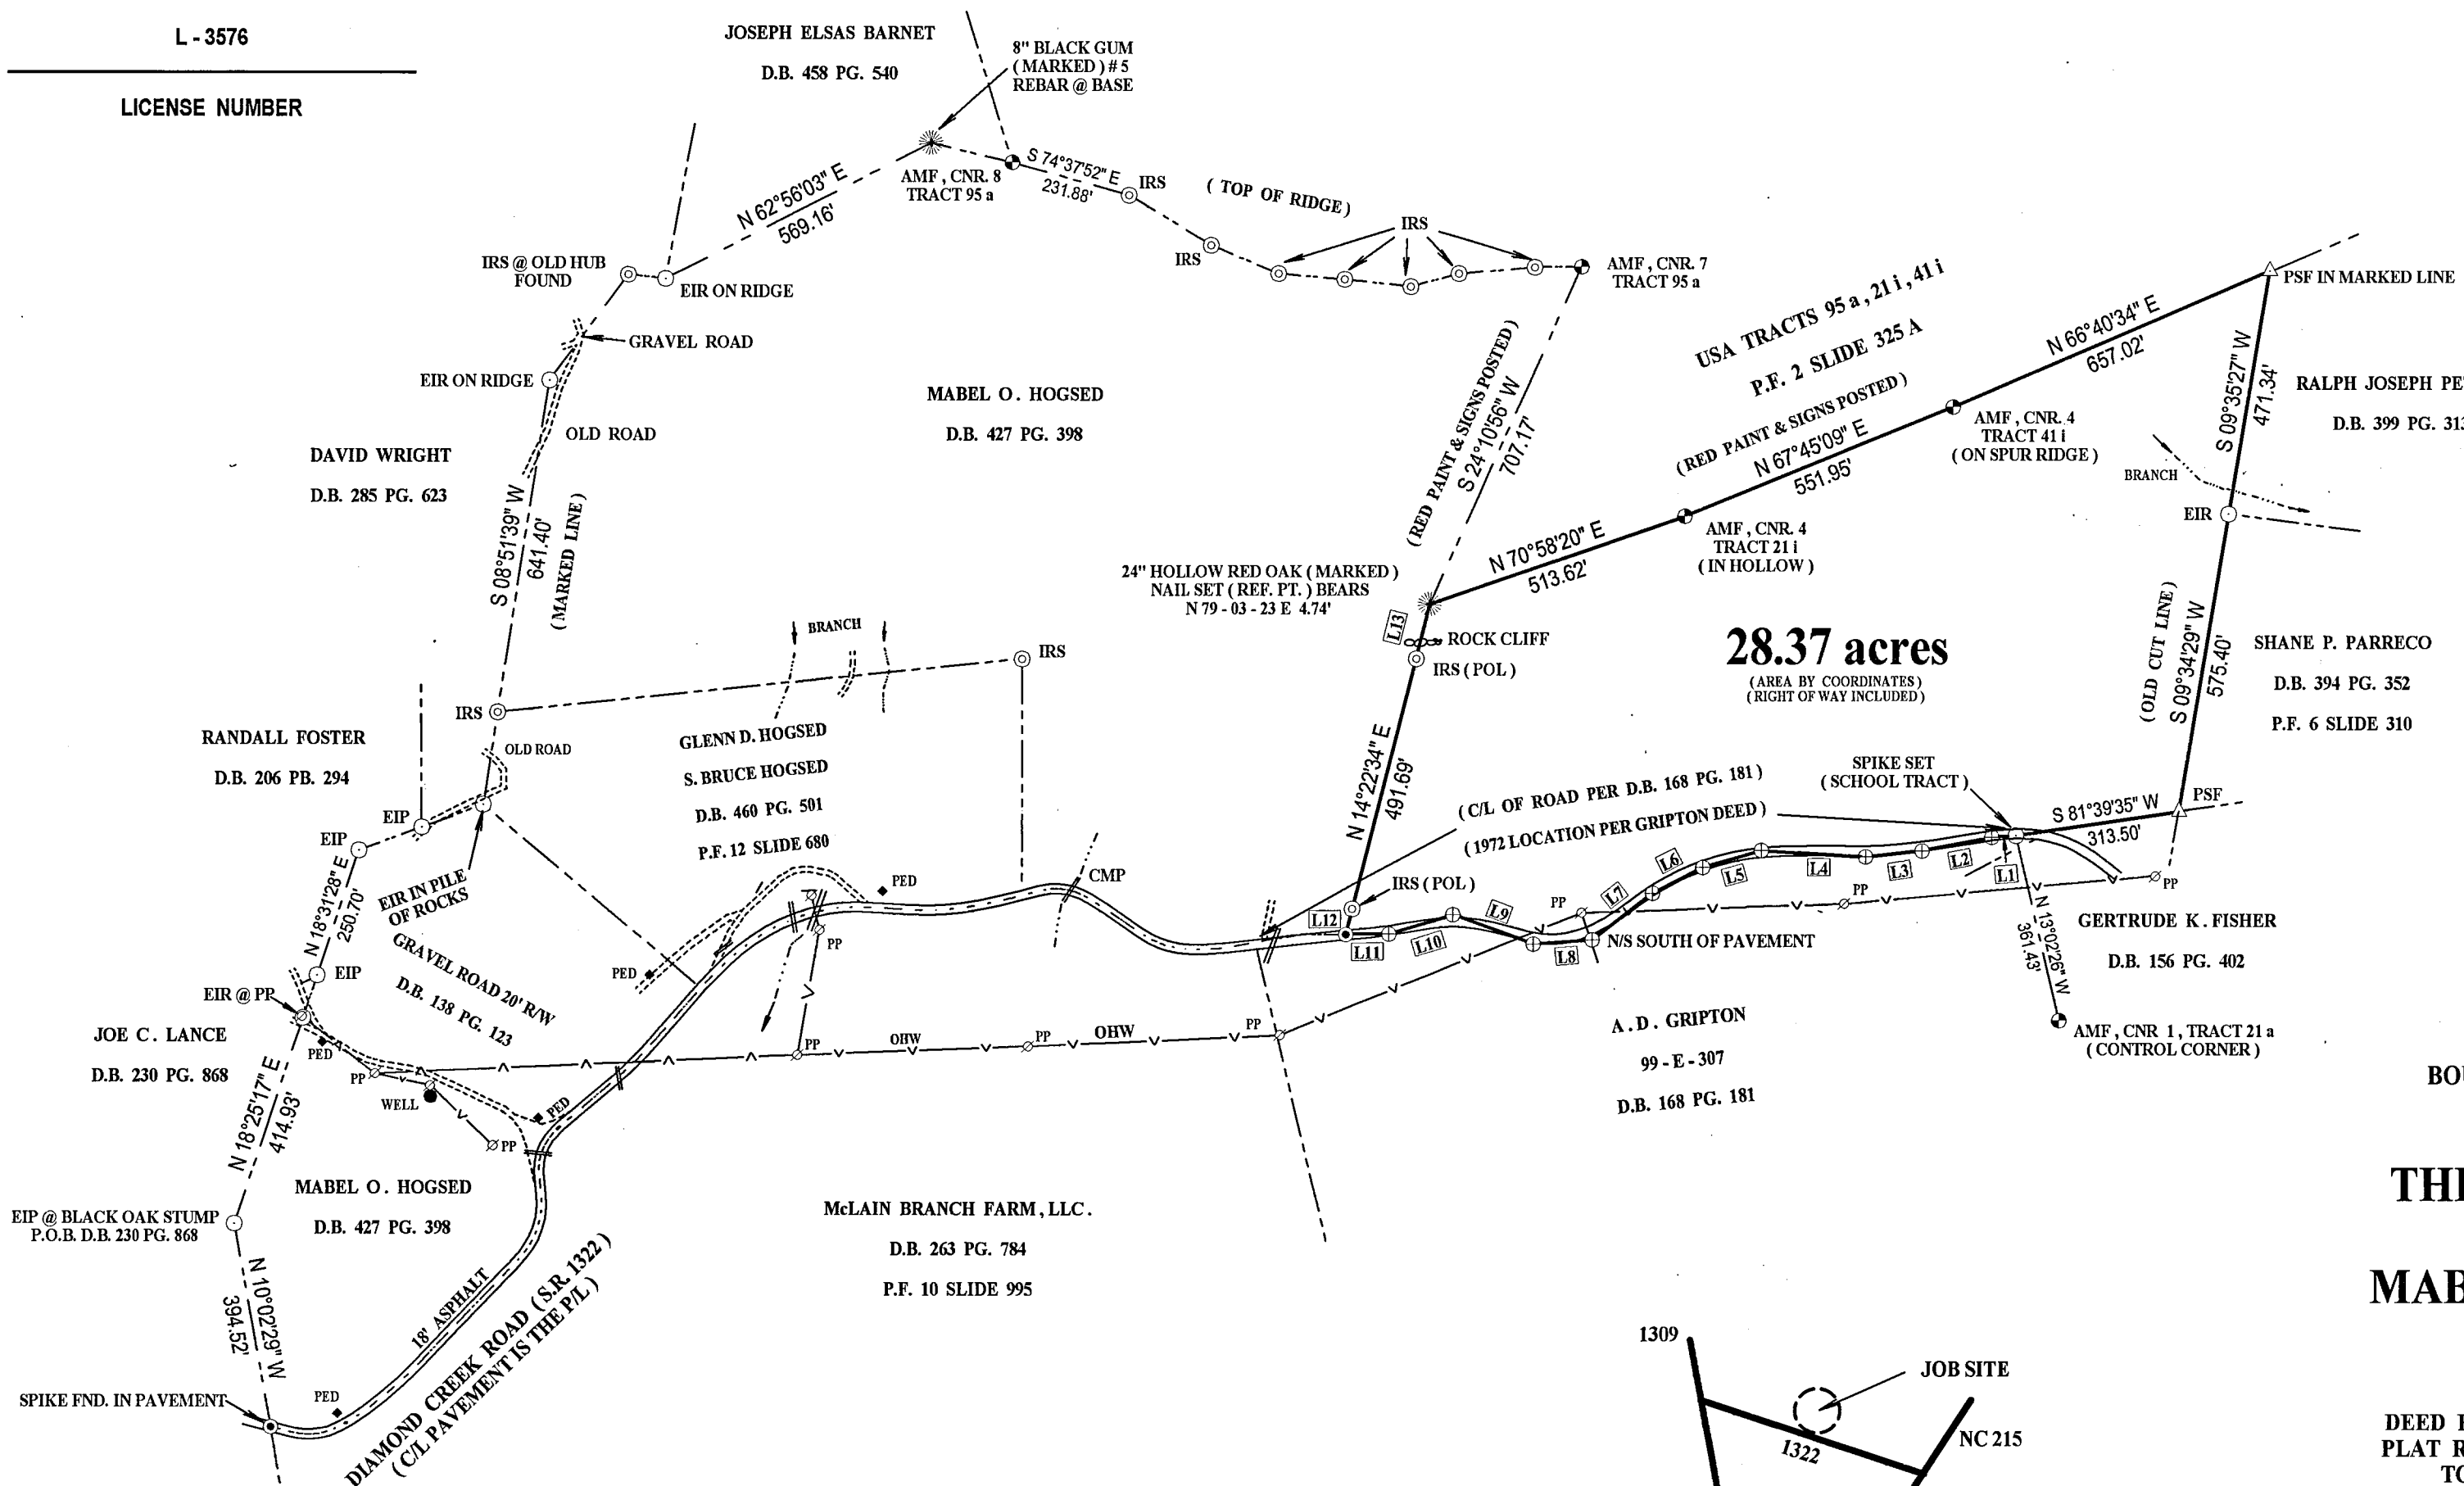 L - 3576
LICENSE NUMBER
JOSEPH ELSAS BARNET
D.B. 458 PG. 540
8" BLACK GUM
( MARKED ) # 5
REBAR @ BASE
AMF, CNR. 8
TRACT 95 a
S 74°37'52" E
231.88'
IRS
( TOP OF RIDGE )
IRS
IRS
N 62°56'03" E
569.16'
IRS @ OLD HUB
FOUND
EIR ON RIDGE
GRAVEL ROAD
EIR ON RIDGE
OLD ROAD
AMF, CNR. 7
TRACT 95 a
USA TRACTS 95 a , 21 i , 41 i
P.F. 2 SLIDE 325 A
( RED PAINT & SIGNS POSTED )
N 67°45'09" E
551.95'
N 66°40'34" E
657.02'
PSF IN MARKED LINE
S 09°35'27" W
471.34'
RALPH JOSEPH
D.B. 399 PG.
AMF, CNR. 4
TRACT 41 i
( ON SPUR RIDGE )
BRANCH
EIR
MABEL O. HOGSED
D.B. 427 PG. 398
( RED PAINT & SIGNS POSTED )
S 24°10'56" W
707.17'
DAVID WRIGHT
D.B. 285 PG. 623
S 08°51'39" W
641.40'
( MARKED LINE )
N 70°58'20" E
513.62'
AMF, CNR. 4
TRACT 21 i
( IN HOLLOW )
24" HOLLOW RED OAK ( MARKED )
NAIL SET ( REF. PT. ) BEARS
N 79 - 03 - 23 E 4.74'
L13
ROCK CLIFF
IRS ( POL )
28.37 acres
( AREA BY COORDINATES )
( RIGHT OF WAY INCLUDED )
( OLD CUT LINE )
S 09°34'29" W
575.40'
SHANE P. PARRECO
D.B. 394 PG. 352
P.F. 6 SLIDE 310
BRANCH
IRS
IRS
OLD ROAD
RANDALL FOSTER
D.B. 206 PB. 294
GLENN D. HOGSED
S. BRUCE HOGSED
D.B. 460 PG. 501
P.F. 12 SLIDE 680
N 14°22'34" E
491.69'
( C/L OF ROAD PER D.B. 168 PG. 181 )
( 1972 LOCATION PER GRIPTON DEED )
SPIKE SET
( SCHOOL TRACT )
S 81°39'35" W
313.50'
PSF
EIP
EIP
N 18°31'28" E
250.70'
EIR IN PILE
OF ROCKS
EIP
CMP
PED
PP
PED
IRS ( POL )
L12
L11
L10
L9
L8
L7
L6
L5
L4
L3
L2
L1
PP
PP
PP
N/S SOUTH OF PAVEMENT
N 13°02'26" W
361.43'
GERTRUDE K. FISHER
D.B. 156 PG. 402
AMF, CNR 1, TRACT 21 a
( CONTROL CORNER )
GRAVEL ROAD 20' R/W
D.B. 138 PG. 123
EIR @ PP
JOE C. LANCE
D.B. 230 PG. 868
PED
PP
WELL
PED
PP
PP
OHW
PP
OHW
PP
A. D. GRIPTON
99 - E - 307
D.B. 168 PG. 181
N 18°25'17" E
414.93'
EIP @ BLACK OAK STUMP
P.O.B. D.B. 230 PG. 868
MABEL O. HOGSED
D.B. 427 PG. 398
McLAIN BRANCH FARM, LLC.
D.B. 263 PG. 784
P.F. 10 SLIDE 995
N 10°02'29" W
394.52'
SPIKE FND. IN PAVEMENT
PED
18' ASPHALT
DIAMOND CREEK ROAD ( S.R. 1322 )
( C/L PAVEMENT IS THE P/L )
1309
JOB SITE
1322
NC 215
DEED
PLAT